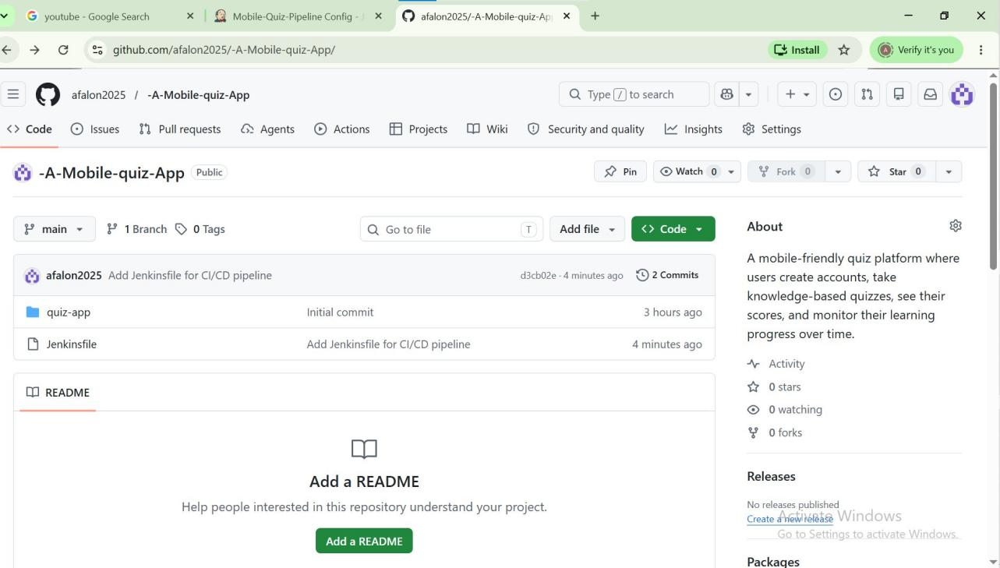 youtube - Google Search
Mobile-Quiz-Pipeline Config - J
afalon2025/-A-Mobile-quiz-App
github.com/afalon2025/-A-Mobile-quiz-App/
Install
A
Verify it's you
afalon2025 / -A-Mobile-quiz-App
Type / to search
Code
Issues
Pull requests
Agents
Actions
Projects
Wiki
Security and quality
Insights
Settings
-A-Mobile-quiz-App
Public
Pin
Watch 0
Fork 0
Star 0
main
1 Branch
0 Tags
Go to file
T
Add file
Code
afalon2025 Add Jenkinsfile for CI/CD pipeline
d3cb02e · 4 minutes ago
2 Commits
quiz-app
Initial commit
3 hours ago
Jenkinsfile
Add Jenkinsfile for CI/CD pipeline
4 minutes ago
README
Add a README
Help people interested in this repository understand your project.
Add a README
About
A mobile-friendly quiz platform where
users create accounts, take
knowledge-based quizzes, see their
scores, and monitor their learning
progress over time.
Activity
0 stars
0 watching
0 forks
Releases
No releases published
Create a new release
Activate Windows
Go to Settings to activate Windows.
Packages